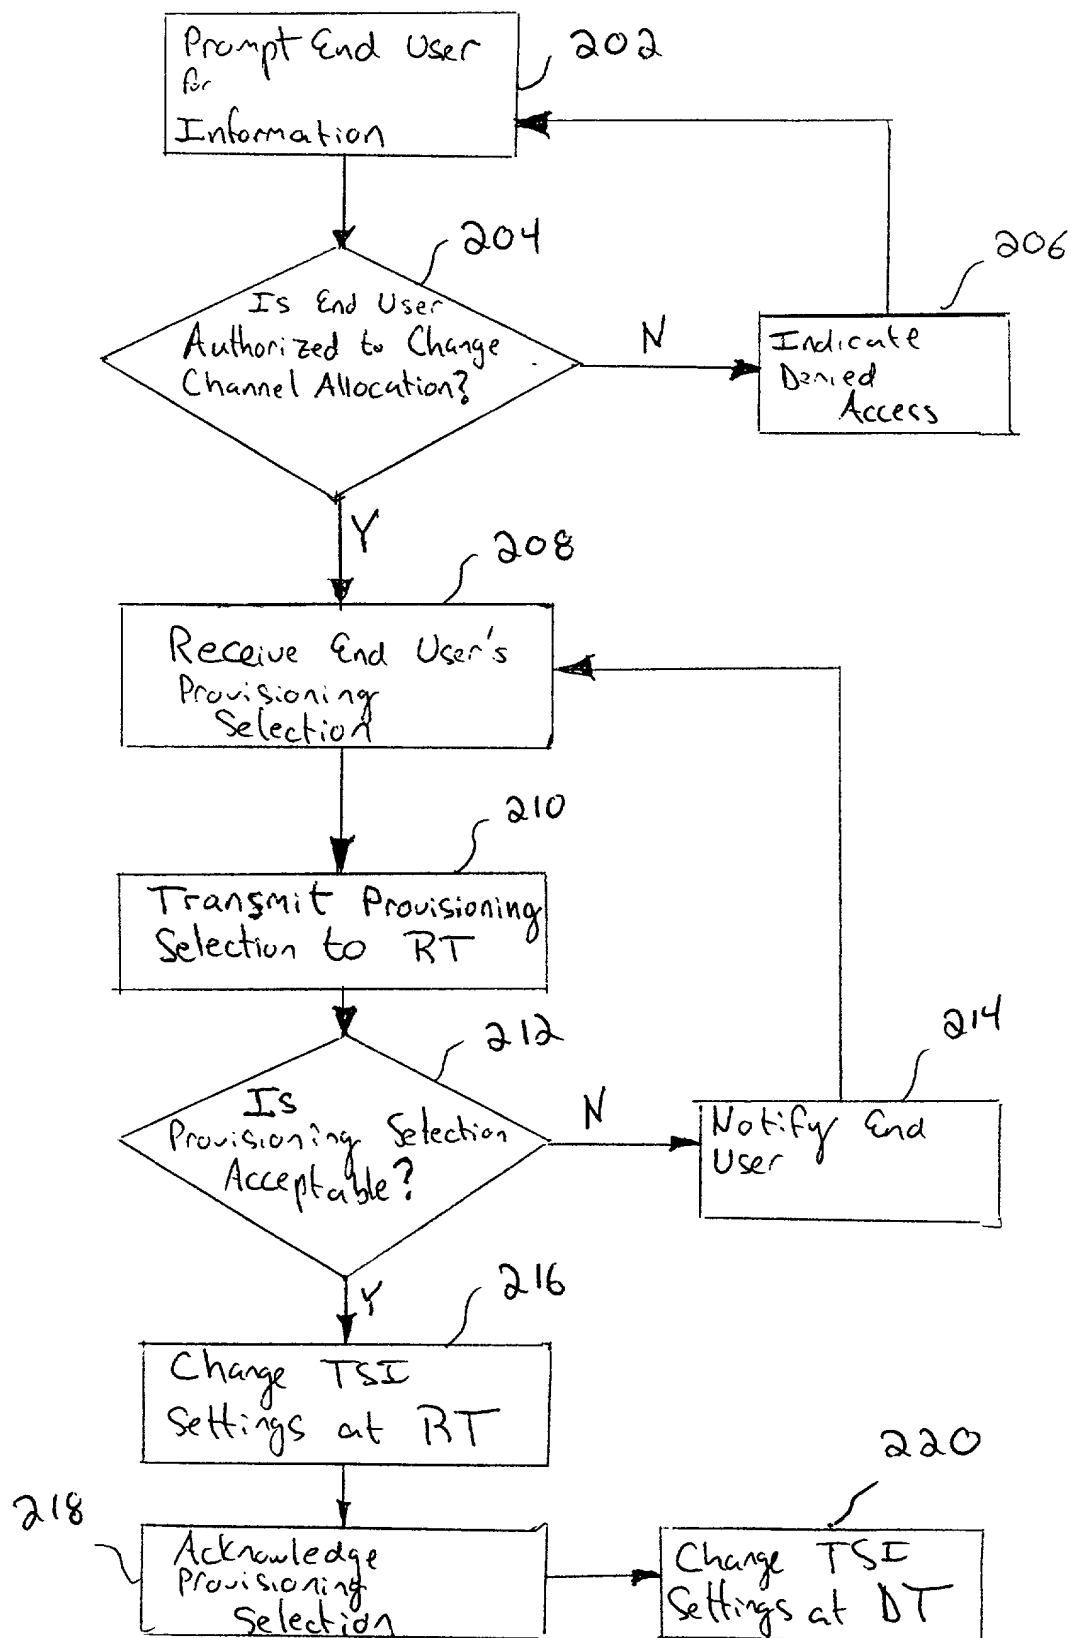 Prompt End User
for
Information
202
204
Is End User
Authorized to Change
Channel Allocation?
N
206
Indicate
Denied
Access
Y
208
Receive End User's
Provisioning
Selection
210
Transmit Provisioning
Selection to RT
212
Is
Provisioning Selection
Acceptable?
N
214
Notify End
User
Y
216
Change TSI
Settings at RT
218
Acknowledge
Provisioning
Selection
220
Change TSI
Settings at DT